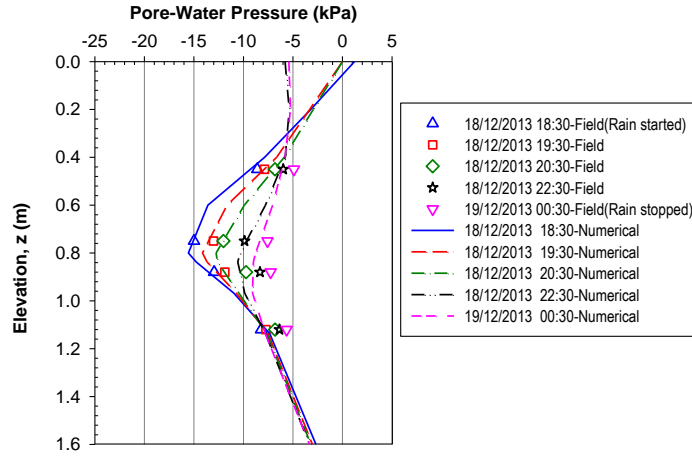 Pore-Water Pressure (kPa)
-25 -20 -15 -10 -5 0 5
0.0
0.2
0.4
0.6
0.8
1.0
1.2
1.4
1.6
Elevation, z (m)
18/12/2013 18:30-Field(Rain started)
18/12/2013 19:30-Field
18/12/2013 20:30-Field
18/12/2013 22:30-Field
19/12/2013 00:30-Field(Rain stopped)
18/12/2013 18:30-Numerical
18/12/2013 19:30-Numerical
18/12/2013 20:30-Numerical
18/12/2013 22:30-Numerical
19/12/2013 00:30-Numerical